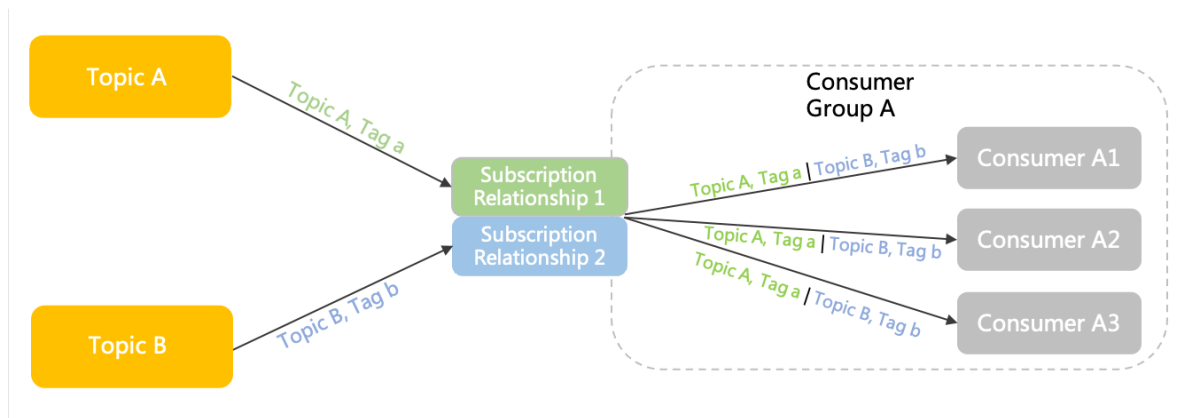 Topic A
Topic A, Tag a
Consumer
Group A
Subscription
Relationship 1
Topic A, Tag a | Topic B, Tag b
Consumer A1
Subscription
Relationship 2
Topic A, Tag a | Topic B, Tag b
Consumer A2
Topic A, Tag a | Topic B, Tag b
Consumer A3
Topic B, Tag b
Topic B